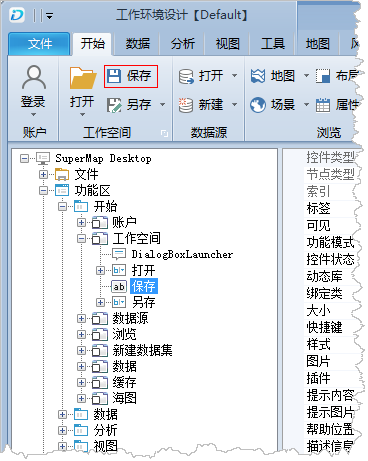 工作环境设计【Default】
文件 开始 数据 分析 视图 工具 地图
登录 打开 保存 另存 打开 新建 地图 场景 布局 属性
账户 工作空间 数据源 浏览
SuperMap Desktop
文件
功能区
开始
账户
工作空间
DialogBoxLauncher
打开
保存
另存
数据源
浏览
新建数据集
数据
缓存
海图
数据
分析
视图
控件类型
节点类型
索引
标签
可见
功能模式
控件状态
动态库
绑定类
大小
快捷键
样式
图片
插件
提示内容
提示图片
帮助位置
描述信息